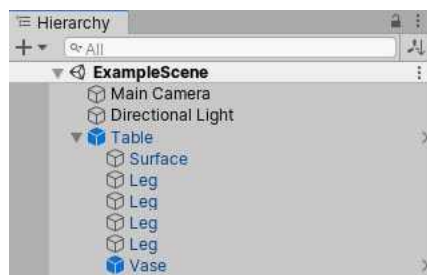 Hierarchy
All
ExampleScene
Main Camera
Directional Light
Table
Surface
Leg
Leg
Leg
Leg
Vase